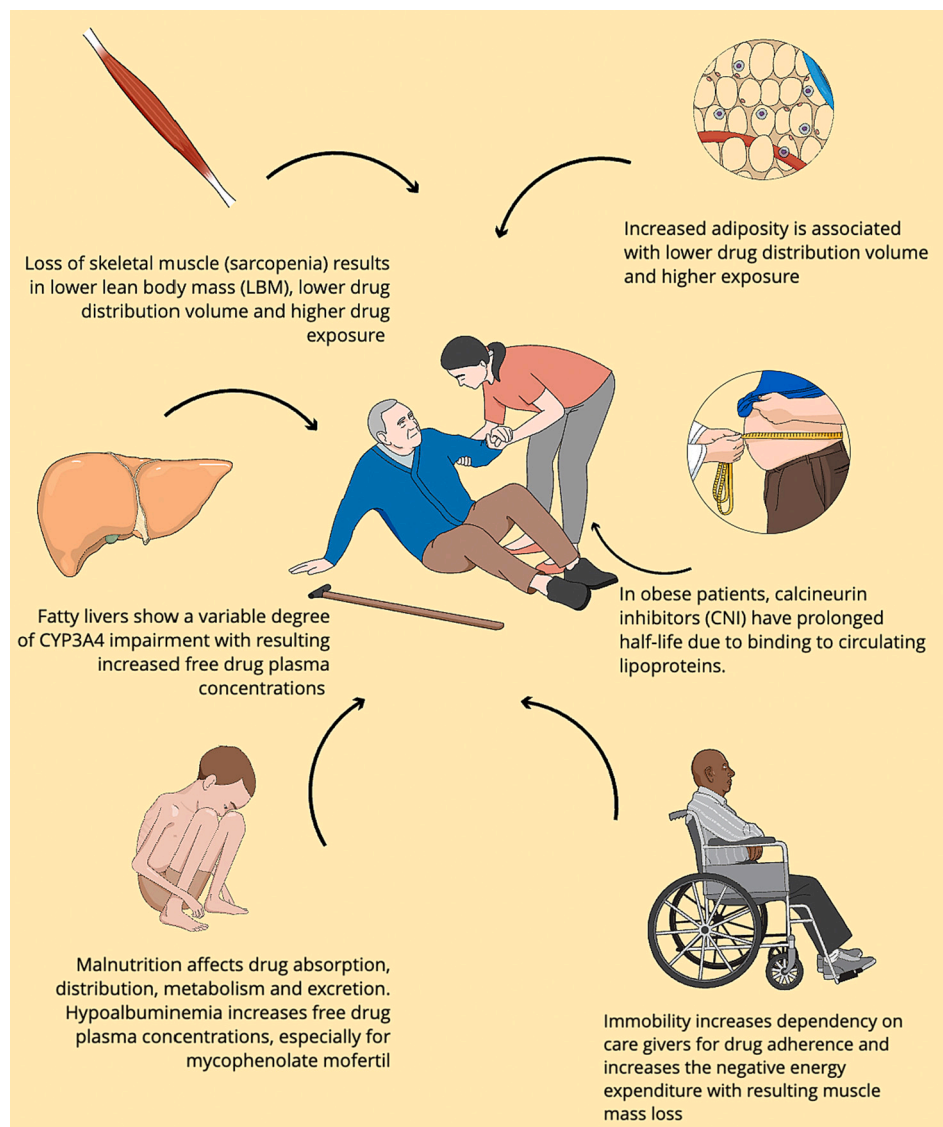 Loss of skeletal muscle (sarcopenia) results
in lower lean body mass (LBM), lower drug
distribution volume and higher drug
exposure
Increased adiposity is associated
with lower drug distribution volume
and higher exposure
Fatty livers show a variable degree
of CYP3A4 impairment with resulting
increased free drug plasma
concentrations
In obese patients, calcineurin
inhibitors (CNI) have prolonged
half-life due to binding to circulating
lipoproteins.
Malnutrition affects drug absorption,
distribution, metabolism and excretion.
Hypoalbuminemia increases free drug
plasma concentrations, especially for
mycophenolate mofertil
Immobility increases dependency on
care givers for drug adherence and
increases the negative energy
expenditure with resulting muscle
mass loss